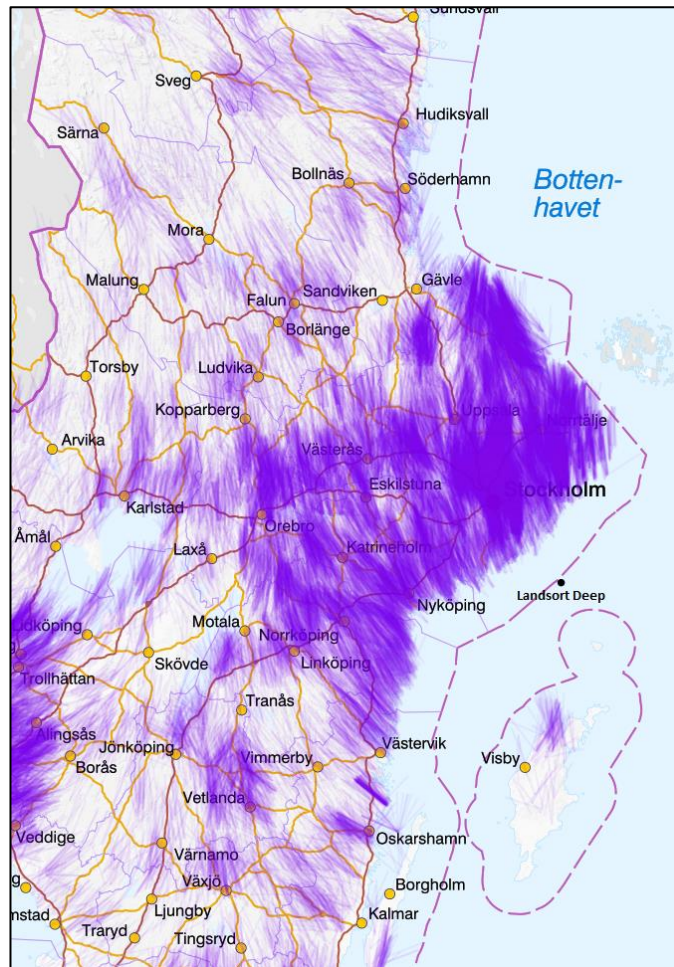 Sundsvall
Sveg
Hudiksvall
Särna
Bollnäs
Söderhamn
Botten-
havet
Mora
Malung
Gävle
Falun
Sandviken
Borlänge
Torsby
Ludvika
Kopparberg
Uppsala
Norrtälje
Arvika
Västerås
Eskilstuna
Stockholm
Karlstad
Örebro
Åmål
Laxå
Katrineholm
Landsort Deep
Nyköping
Lidköping
Motala
Norrköping
g
Skövde
Linköping
Trollhättan
Tranås
Alingsås
Jönköping
Västervik
Borås
Vimmerby
Visby
Vetlanda
Veddige
Oskarshamn
Värnamo
Växjö
g
Borgholm
Ljungby
mstad
Kalmar
Traryd
Tingsryd